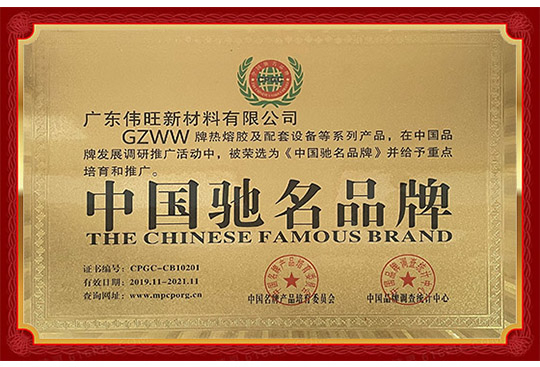 CPGC
广东伟旺新材料有限公司
GZWW牌热熔胶及配套设备等系列产品，在中国品
牌发展调研推广活动中，被荣选为《中国驰名品牌》并给予重点
培育和推广。
中国驰名品牌
THE CHINESE FAMOUS BRAND
证书编号：CPGC-CB10201
有效日期：2019.11-2021.11
查询网址：www.mpcporg.cn
中国名牌产品培育委员会
中国品牌调查统计中心